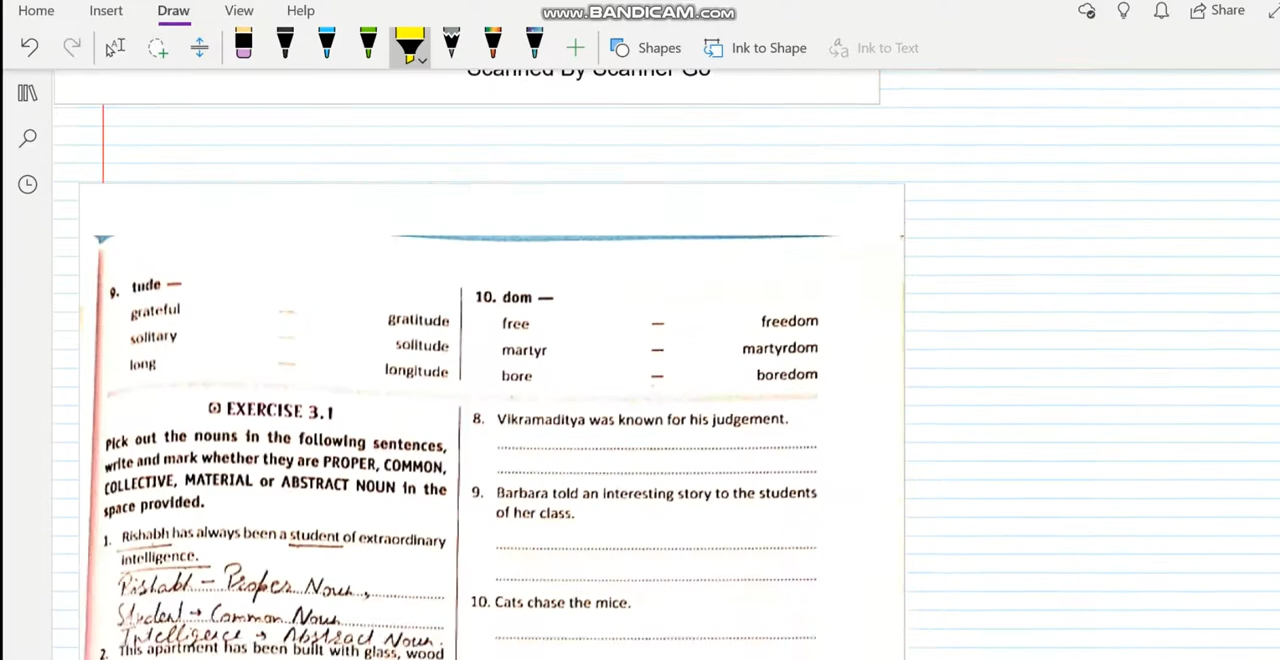 Home Insert Draw View Help
www.BANDICAM.com
Share
Shapes Ink to Shape Ink to Text
Scanned By Scanner Go
9. tude —
grateful — gratitude
solitary — solitude
long — longitude
10. dom —
free — freedom
martyr — martyrdom
bore — boredom
EXERCISE 3.1
Pick out the nouns in the following sentences,
write and mark whether they are PROPER, COMMON,
COLLECTIVE, MATERIAL or ABSTRACT NOUN in the
space provided.
1. Rishabh has always been a student of extraordinary
intelligence.
Rishabh – Proper Noun,
Student → Common Noun
Intelligence → Abstract Noun.
2. This apartment has been built with glass, wood
8. Vikramaditya was known for his judgement.
9. Barbara told an interesting story to the students
of her class.
10. Cats chase the mice.